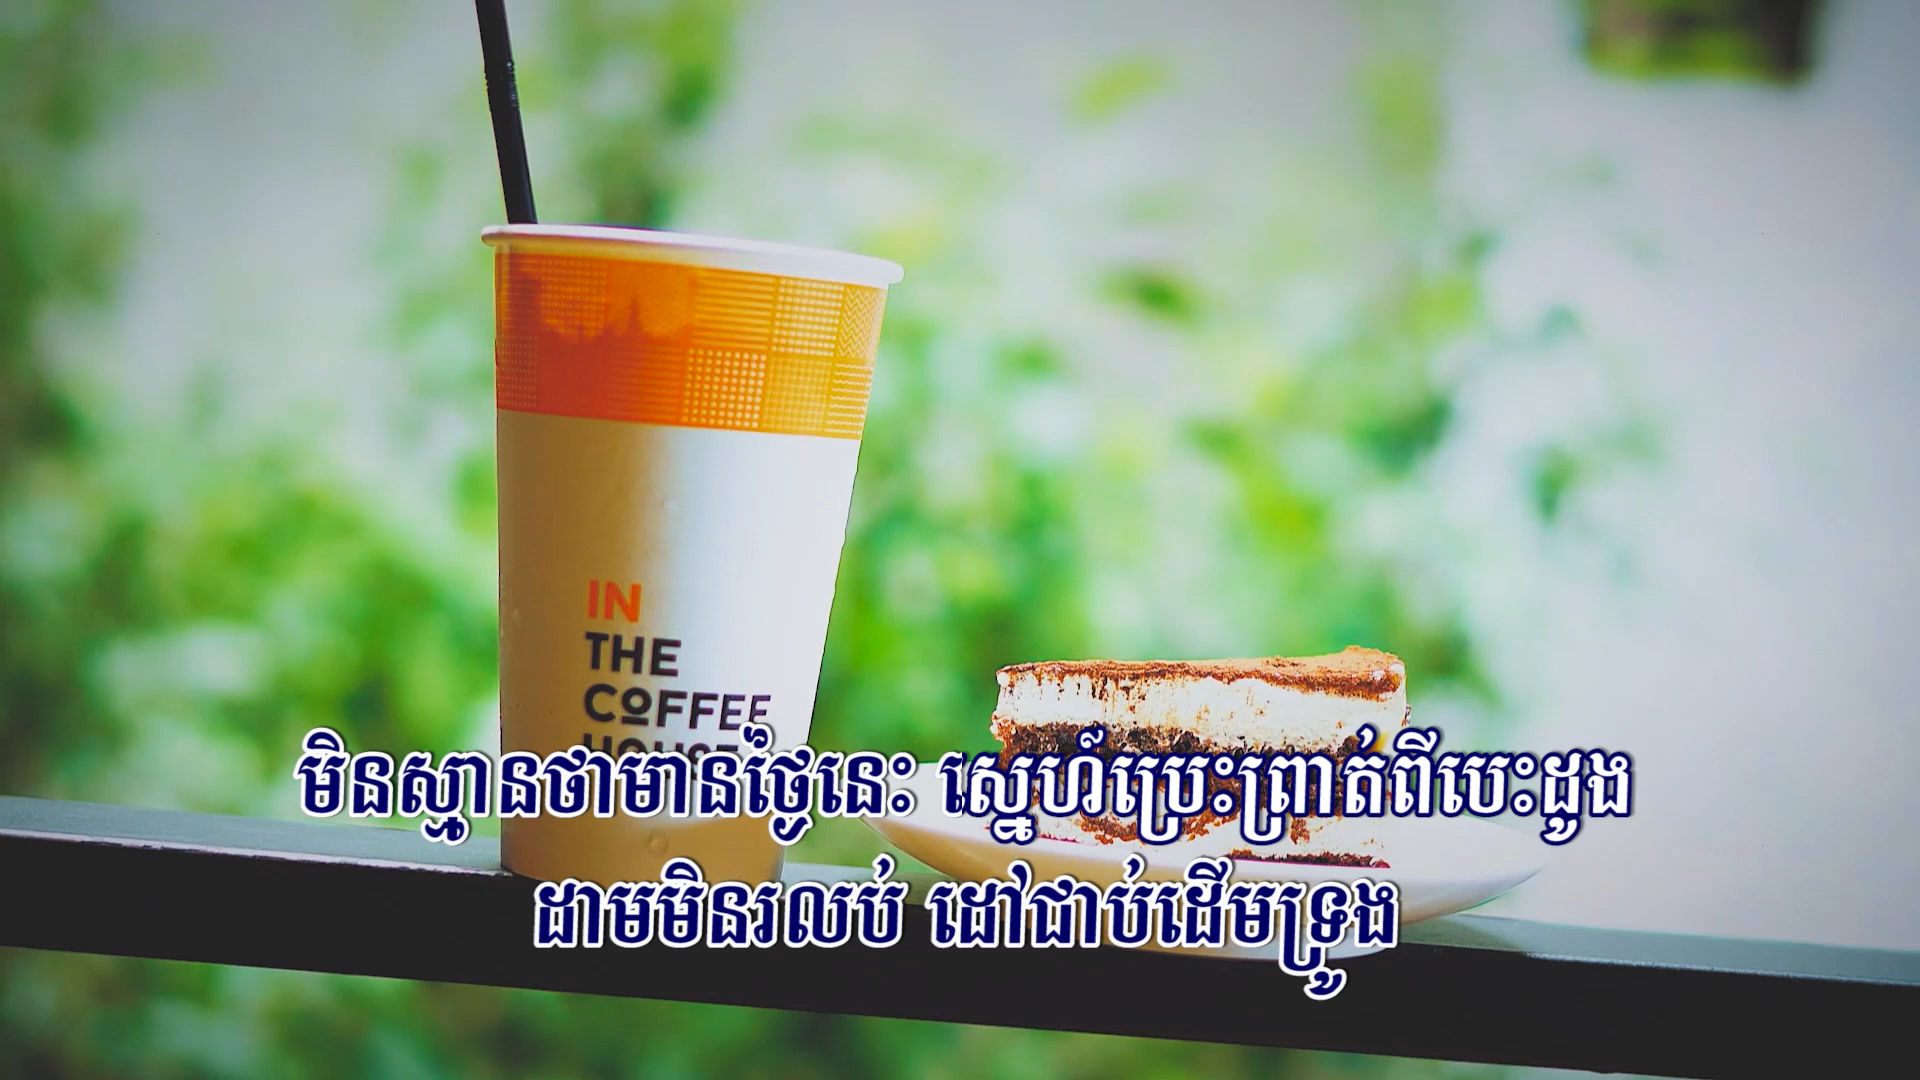 IN
THE
COFFEE
HOUSE
មិនស្មានថាមានថ្ងៃនេះ ស្នេហ៍ប្រេះព្រាត់ពីបេះដូង
ដាមមិនរលប់ ដៅជាប់ដើមទ្រូង